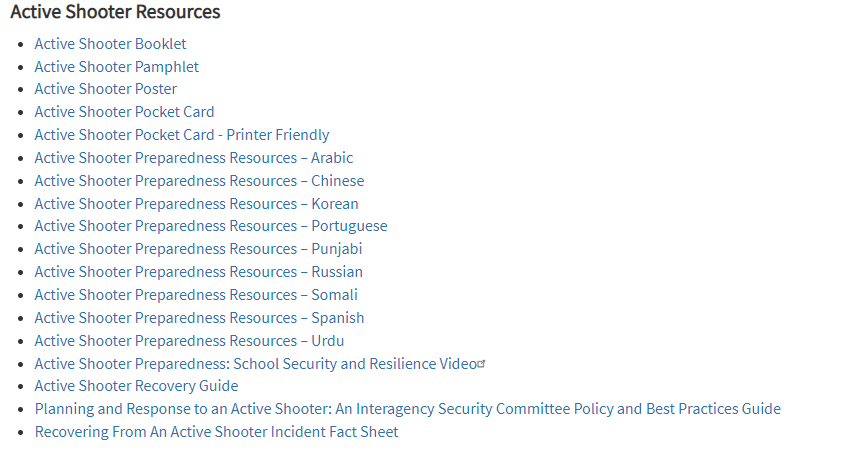 Active Shooter Resources
Active Shooter Booklet
Active Shooter Pamphlet
Active Shooter Poster
Active Shooter Pocket Card
Active Shooter Pocket Card - Printer Friendly
Active Shooter Preparedness Resources – Arabic
Active Shooter Preparedness Resources – Chinese
Active Shooter Preparedness Resources – Korean
Active Shooter Preparedness Resources – Portuguese
Active Shooter Preparedness Resources – Punjabi
Active Shooter Preparedness Resources – Russian
Active Shooter Preparedness Resources – Somali
Active Shooter Preparedness Resources – Spanish
Active Shooter Preparedness Resources – Urdu
Active Shooter Preparedness: School Security and Resilience Video
Active Shooter Recovery Guide
Planning and Response to an Active Shooter: An Interagency Security Committee Policy and Best Practices Guide
Recovering From An Active Shooter Incident Fact Sheet